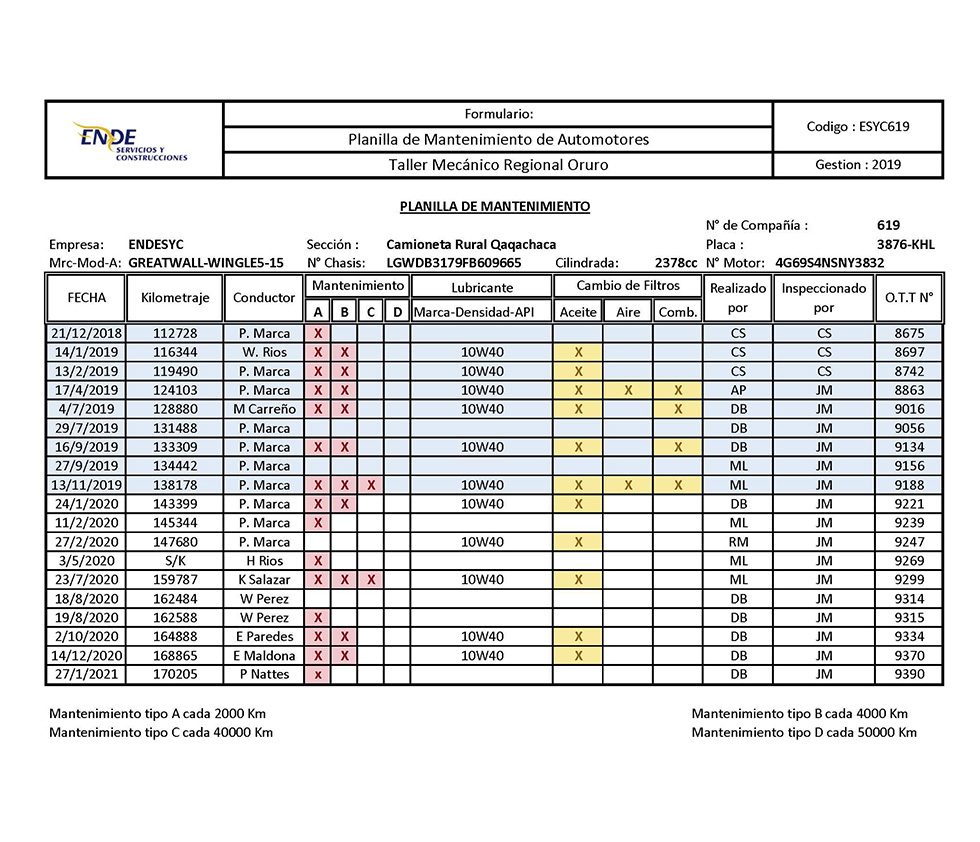 ENDE
SERVICIOS Y
CONSTRUCCIONES
Formulario:
Planilla de Mantenimiento de Automotores
Taller Mecánico Regional Oruro
Codigo : ESYC619
Gestion : 2019
PLANILLA DE MANTENIMIENTO
N° de Compañía : 619
Empresa: ENDESYC Sección : Camioneta Rural Qaqachaca Placa : 3876-KHL
Mrc-Mod-A: GREATWALL-WINGLE5-15 N° Chasis: LGWDB3179FB609665 Cilindrada: 2378cc N° Motor: 4G69S4NSNY3832
FECHA Kilometraje Conductor Mantenimiento Lubricante Cambio de Filtros Realizado por Inspeccionado por O.T.T N°
A B C D Marca-Densidad-API Aceite Aire Comb.
21/12/2018 112728 P. Marca X CS CS 8675
14/1/2019 116344 W. Rios X X 10W40 X CS CS 8697
13/2/2019 119490 P. Marca X X 10W40 X CS CS 8742
17/4/2019 124103 P. Marca X X 10W40 X X X AP JM 8863
4/7/2019 128880 M Carreño X X 10W40 X X DB JM 9016
29/7/2019 131488 P. Marca DB JM 9056
16/9/2019 133309 P. Marca X X 10W40 X X DB JM 9134
27/9/2019 134442 P. Marca ML JM 9156
13/11/2019 138178 P. Marca X X X 10W40 X X X ML JM 9188
24/1/2020 143399 P. Marca X X 10W40 X DB JM 9221
11/2/2020 145344 P. Marca X ML JM 9239
27/2/2020 147680 P. Marca 10W40 X RM JM 9247
3/5/2020 S/K H Rios X ML JM 9269
23/7/2020 159787 K Salazar X X X 10W40 X ML JM 9299
18/8/2020 162484 W Perez DB JM 9314
19/8/2020 162588 W Perez X DB JM 9315
2/10/2020 164888 E Paredes X X 10W40 X DB JM 9334
14/12/2020 168865 E Maldona X X 10W40 X DB JM 9370
27/1/2021 170205 P Nattes x DB JM 9390
Mantenimiento tipo A cada 2000 Km Mantenimiento tipo B cada 4000 Km
Mantenimiento tipo C cada 40000 Km Mantenimiento tipo D cada 50000 Km